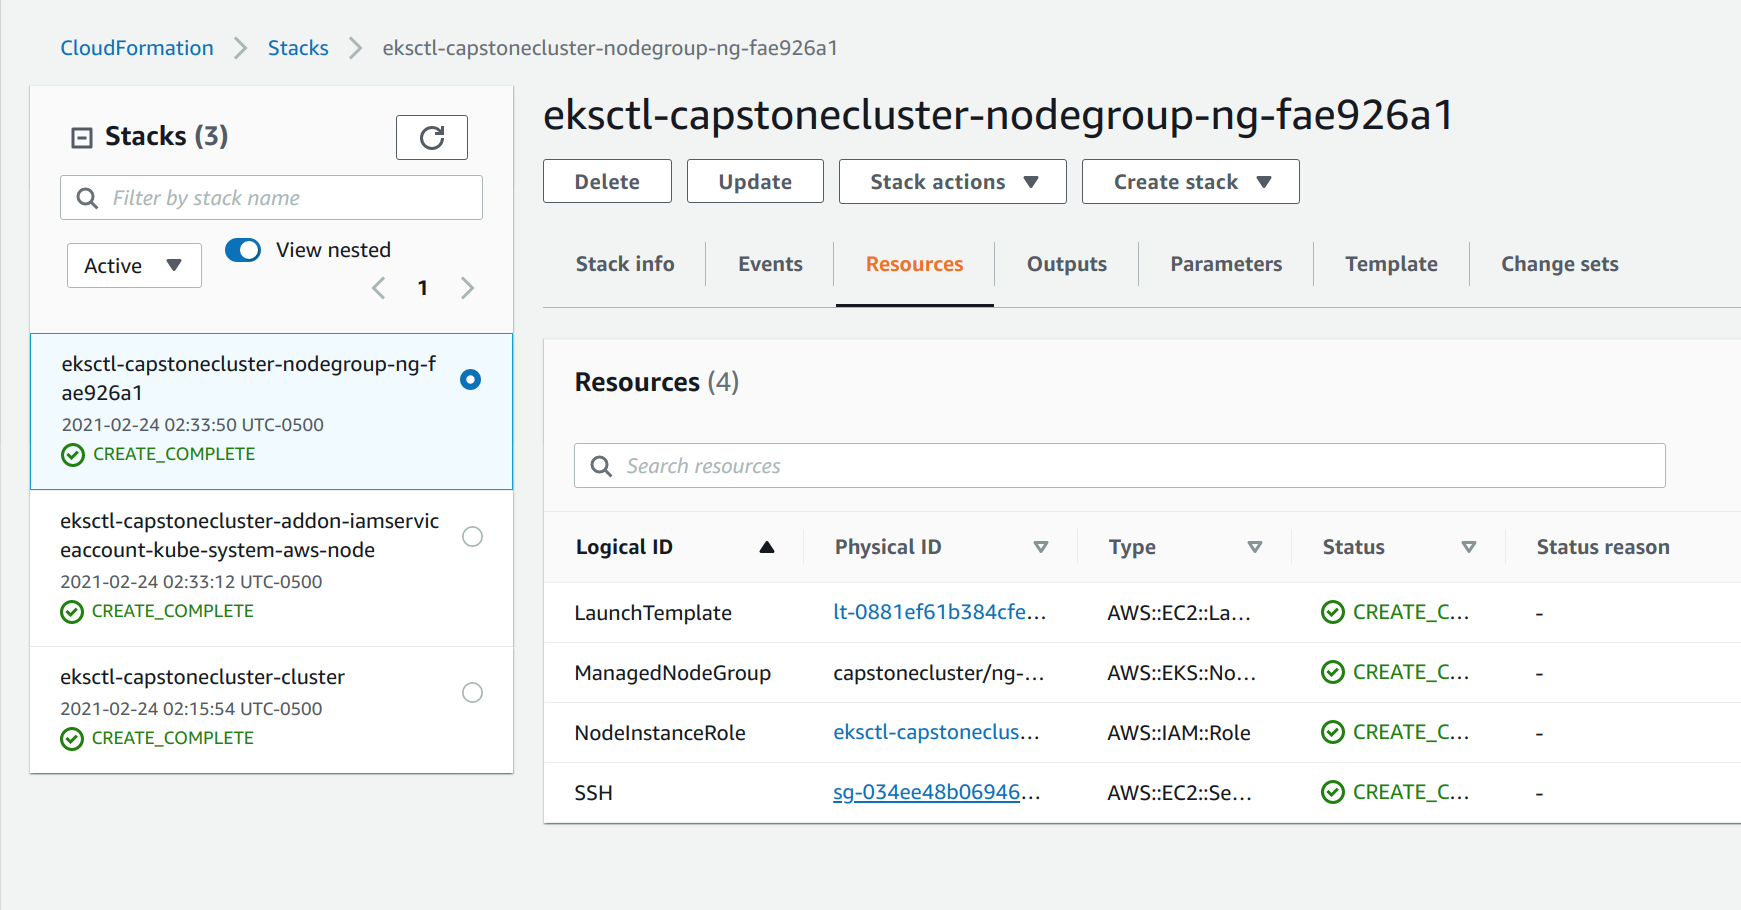 CloudFormation > Stacks > eksctl-capstonecluster-nodegroup-ng-fae926a1
Stacks (3)
Filter by stack name
Active
View nested
1
eksctl-capstonecluster-nodegroup-ng-f
ae926a1
2021-02-24 02:33:50 UTC-0500
CREATE_COMPLETE
eksctl-capstonecluster-addon-iamservic
eaccount-kube-system-aws-node
2021-02-24 02:33:12 UTC-0500
CREATE_COMPLETE
eksctl-capstonecluster-cluster
2021-02-24 02:15:54 UTC-0500
CREATE_COMPLETE
eksctl-capstonecluster-nodegroup-ng-fae926a1
Delete Update Stack actions Create stack
Stack info Events Resources Outputs Parameters Template Change sets
Resources (4)
Search resources
Logical ID Physical ID Type Status Status reason
LaunchTemplate lt-0881ef61b384cfe... AWS::EC2::La... CREATE_C... -
ManagedNodeGroup capstonecluster/ng-... AWS::EKS::No... CREATE_C... -
NodeInstanceRole eksctl-capstoneclus... AWS::IAM::Role CREATE_C... -
SSH sg-034ee48b06946... AWS::EC2::Se... CREATE_C... -